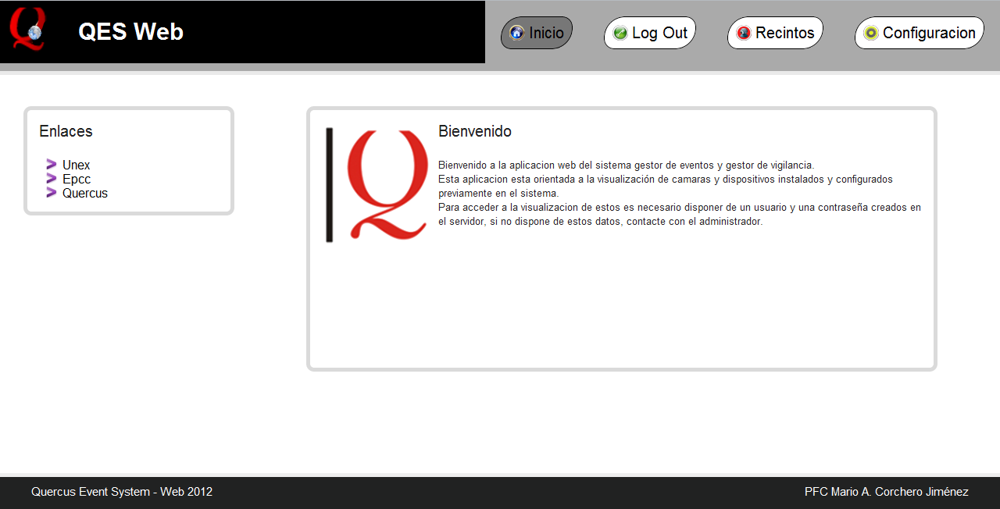 QES Web
Inicio
Log Out
Recintos
Configuracion
Enlaces
Unex
Epcc
Quercus
Bienvenido
Bienvenido a la aplicacion web del sistema gestor de eventos y gestor de vigilancia.
Esta aplicacion esta orientada a la visualización de camaras y dispositivos instalados y configurados
previamente en el sistema.
Para acceder a la visualizacion de estos es necesario disponer de un usuario y una contraseña creados en
el servidor, si no dispone de estos datos, contacte con el administrador.
Quercus Event System - Web 2012
PFC Mario A. Corchero Jiménez